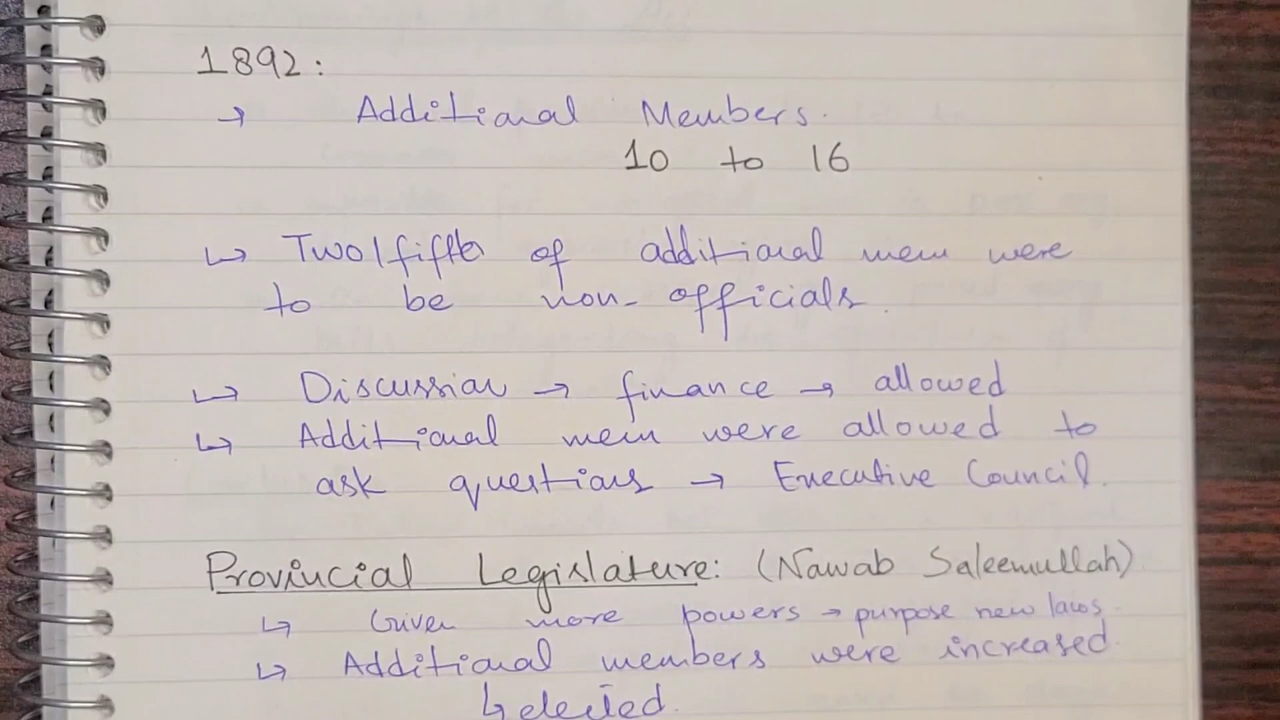 1892:
→ Additional Members.
10 to 16
↳ Two/fifth of additional mem were
to be non-officials.
↳ Discussion → finance → allowed
↳ Additional mem were allowed to
ask questions → Executive Council.
Provincial Legislature: (Nawab Saleemullah)
↳ Given more powers → purpose new laws.
↳ Additional members were increased.
↳ elected.